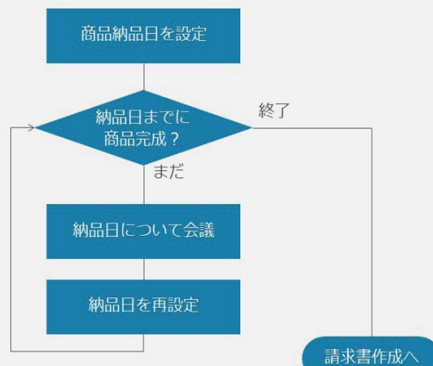 商品納品日を設定
納品日までに
商品完成？
終了
まだ
納品日について会議
納品日を再設定
請求書作成へ